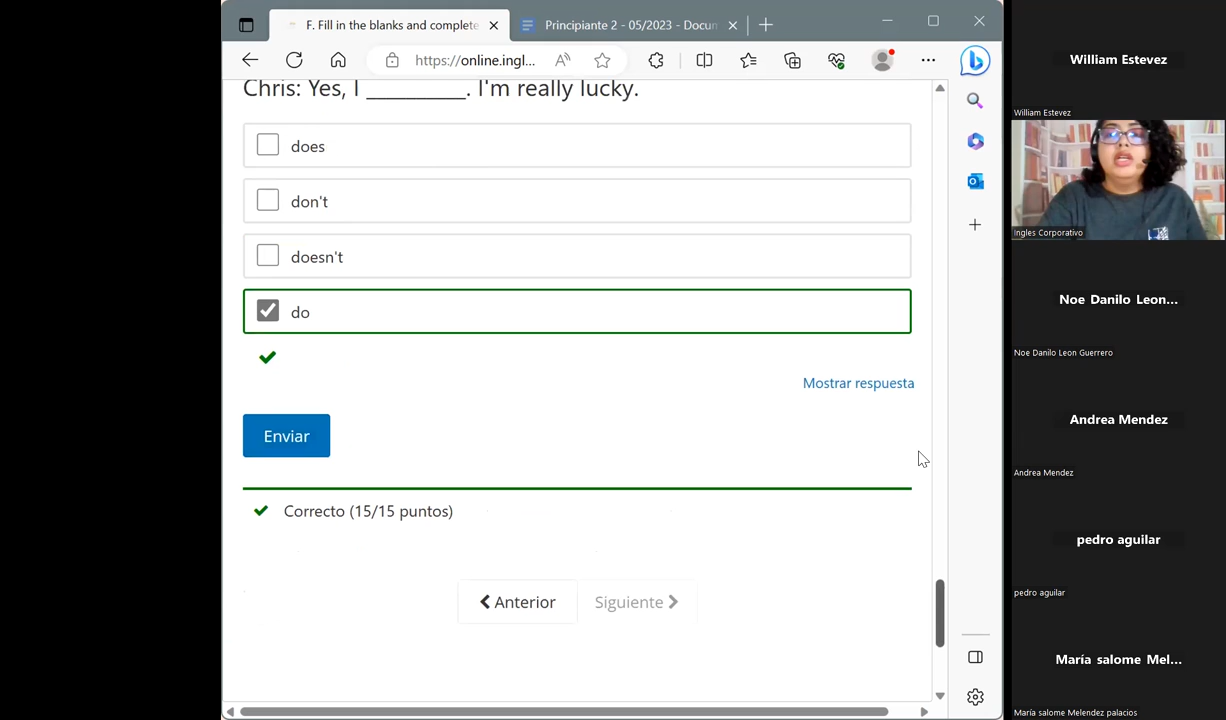 F. Fill in the blanks and complete
Principiante 2 - 05/2023 - Docun
https://online.ingl...
Chris: Yes, I __________. I'm really lucky.
does
don't
doesn't
do
Mostrar respuesta
Enviar
Correcto (15/15 puntos)
Anterior
Siguiente
William Estevez
William Estevez
Ingles Corporativo
Noe Danilo Leon...
Noe Danilo Leon Guerrero
Andrea Mendez
Andrea Mendez
pedro aguilar
pedro aguilar
María salome Mel...
María salome Melendez palacios